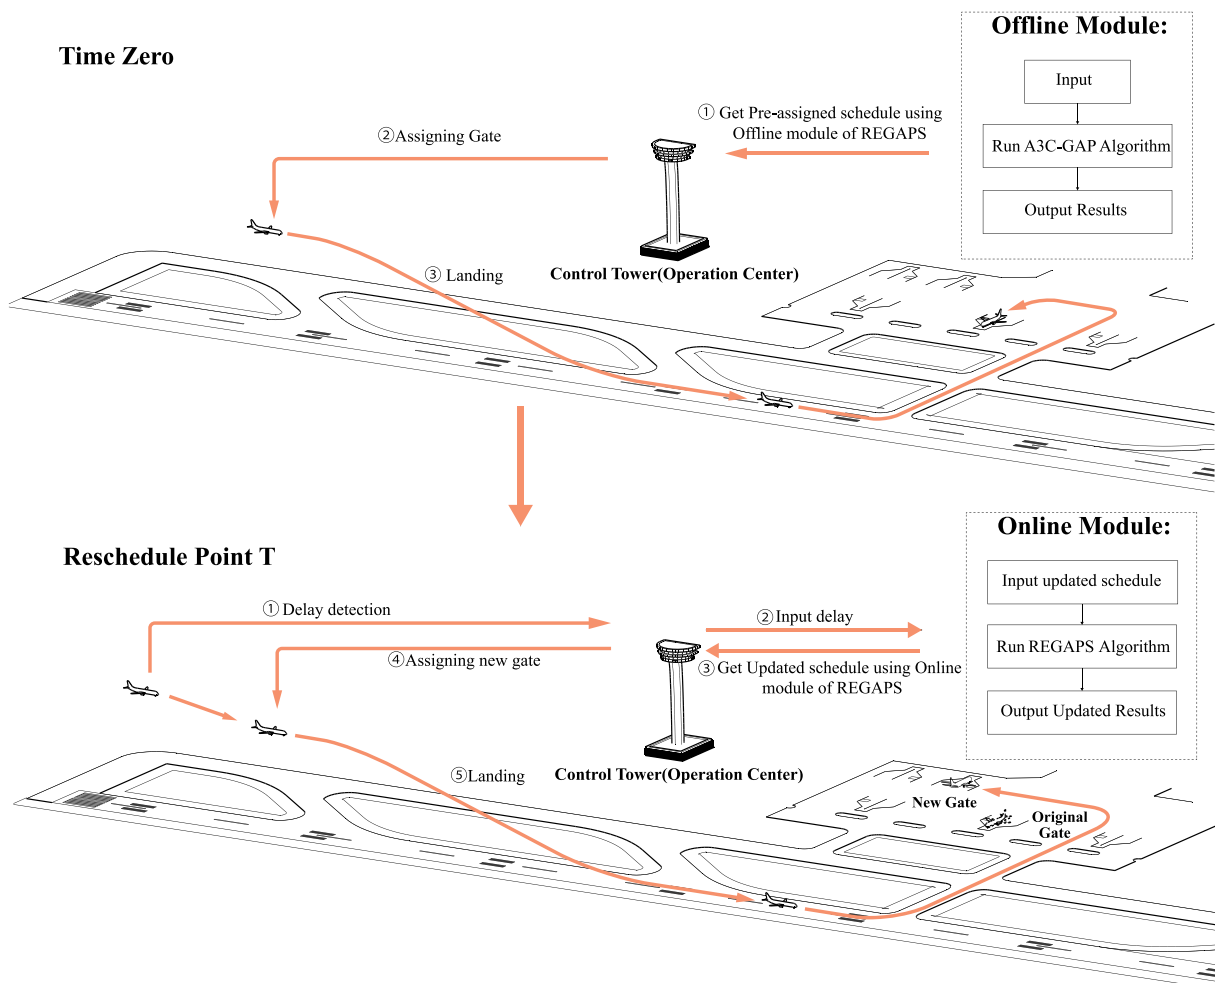 Time Zero
Offline Module:
Input
Run A3C-GAP Algorithm
Output Results
① Get Pre-assigned schedule using
Offline module of REGAPS
②Assigning Gate
③ Landing
Control Tower(Operation Center)
Reschedule Point T
Online Module:
Input updated schedule
Run REGAPS Algorithm
Output Updated Results
① Delay detection
②Input delay
③ Get Updated schedule using Online
module of REGAPS
④Assigning new gate
⑤Landing
Control Tower(Operation Center)
New Gate
Original
Gate